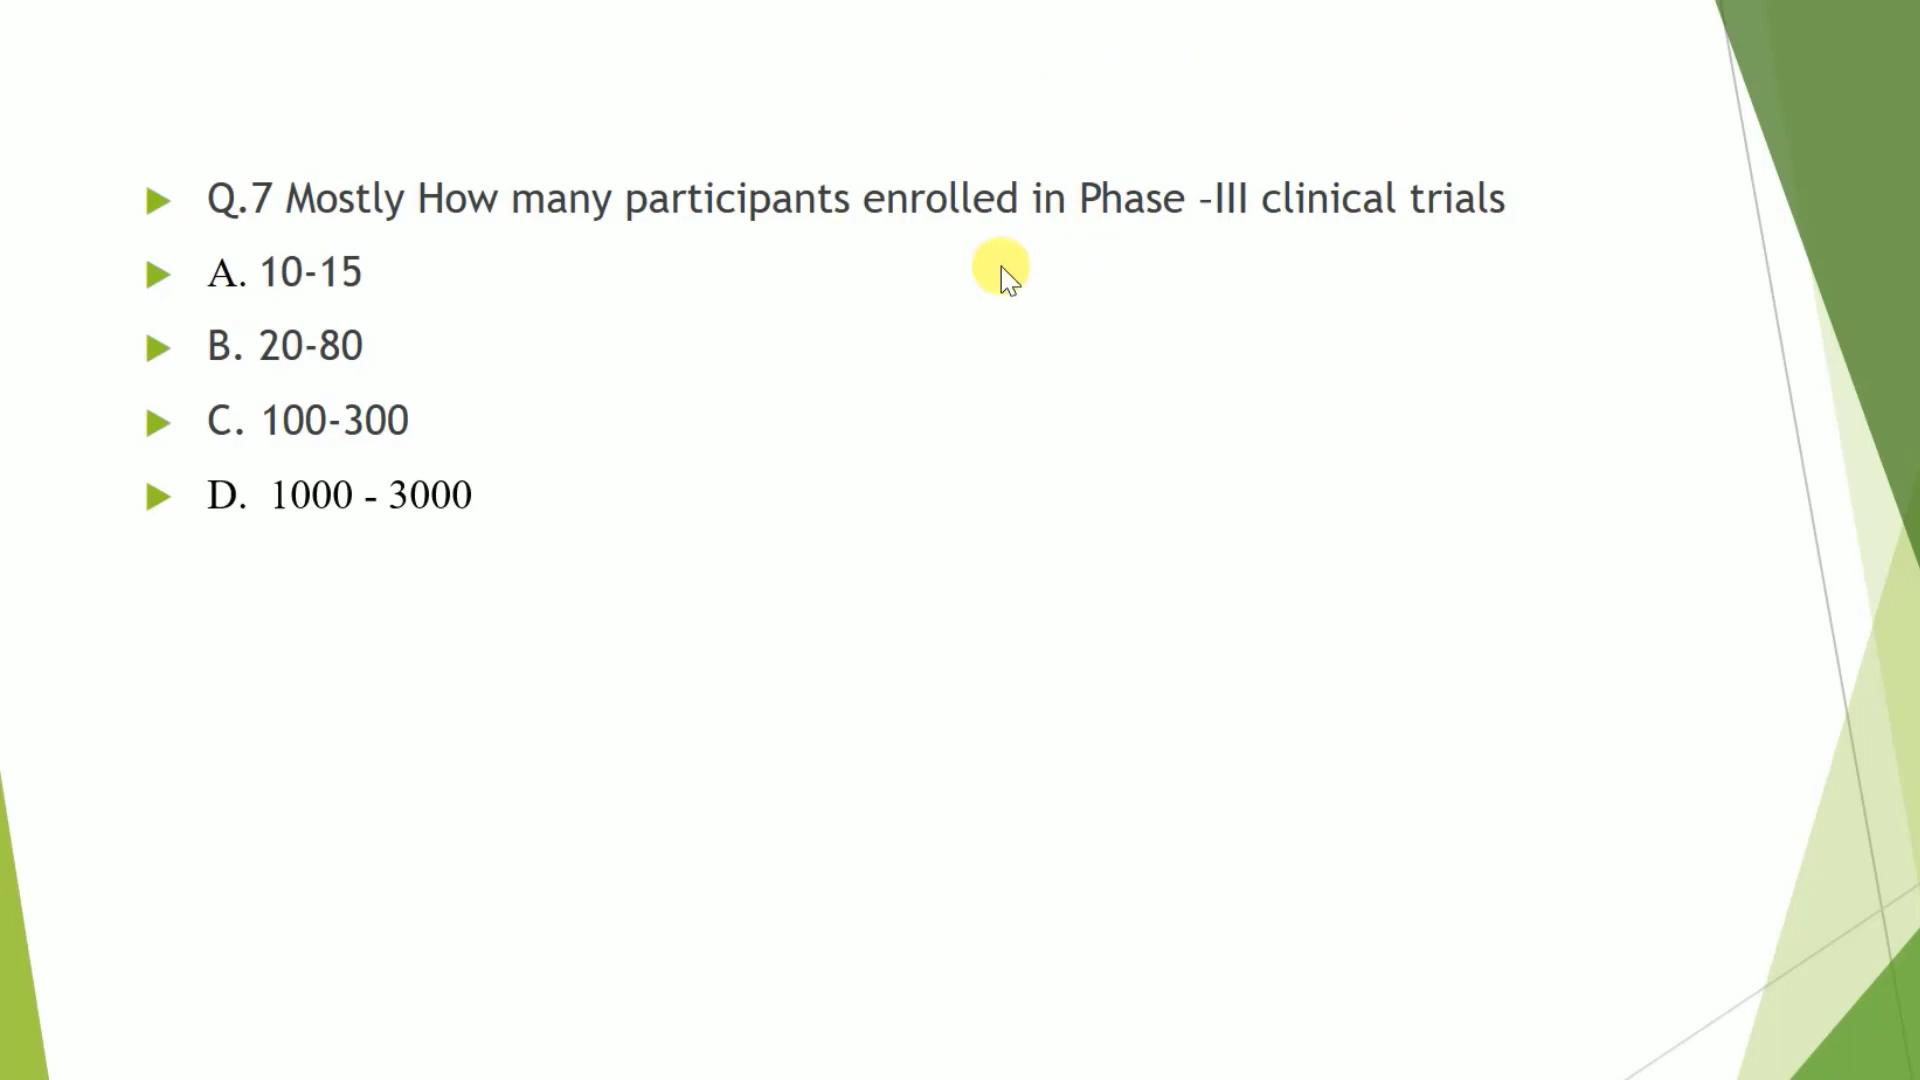 Q.7 Mostly How many participants enrolled in Phase -III clinical trials
A. 10-15
B. 20-80
C. 100-300
D. 1000 - 3000